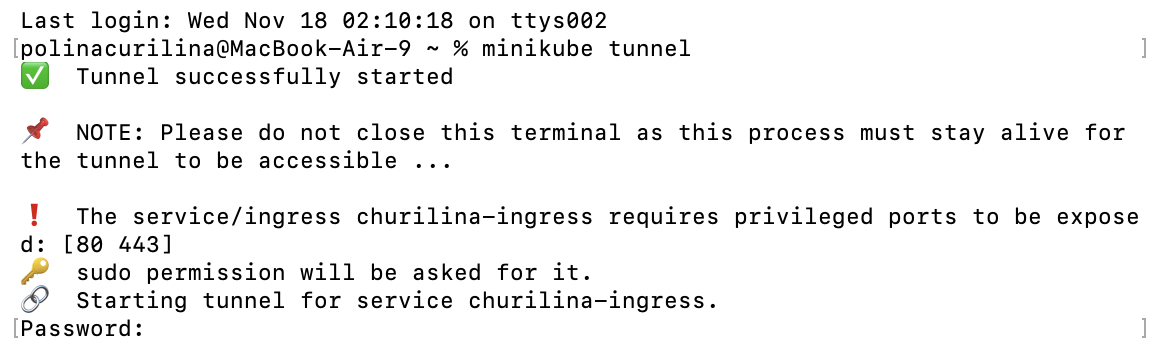 Last login: Wed Nov 18 02:10:18 on ttys002
[polinacurilina@MacBook-Air-9 ~ % minikube tunnel ]
✅  Tunnel successfully started
📌  NOTE: Please do not close this terminal as this process must stay alive for
the tunnel to be accessible ...
❗  The service/ingress churilina-ingress requires privileged ports to be expose
d: [80 443]
🔑  sudo permission will be asked for it.
🔗  Starting tunnel for service churilina-ingress.
[Password: ]